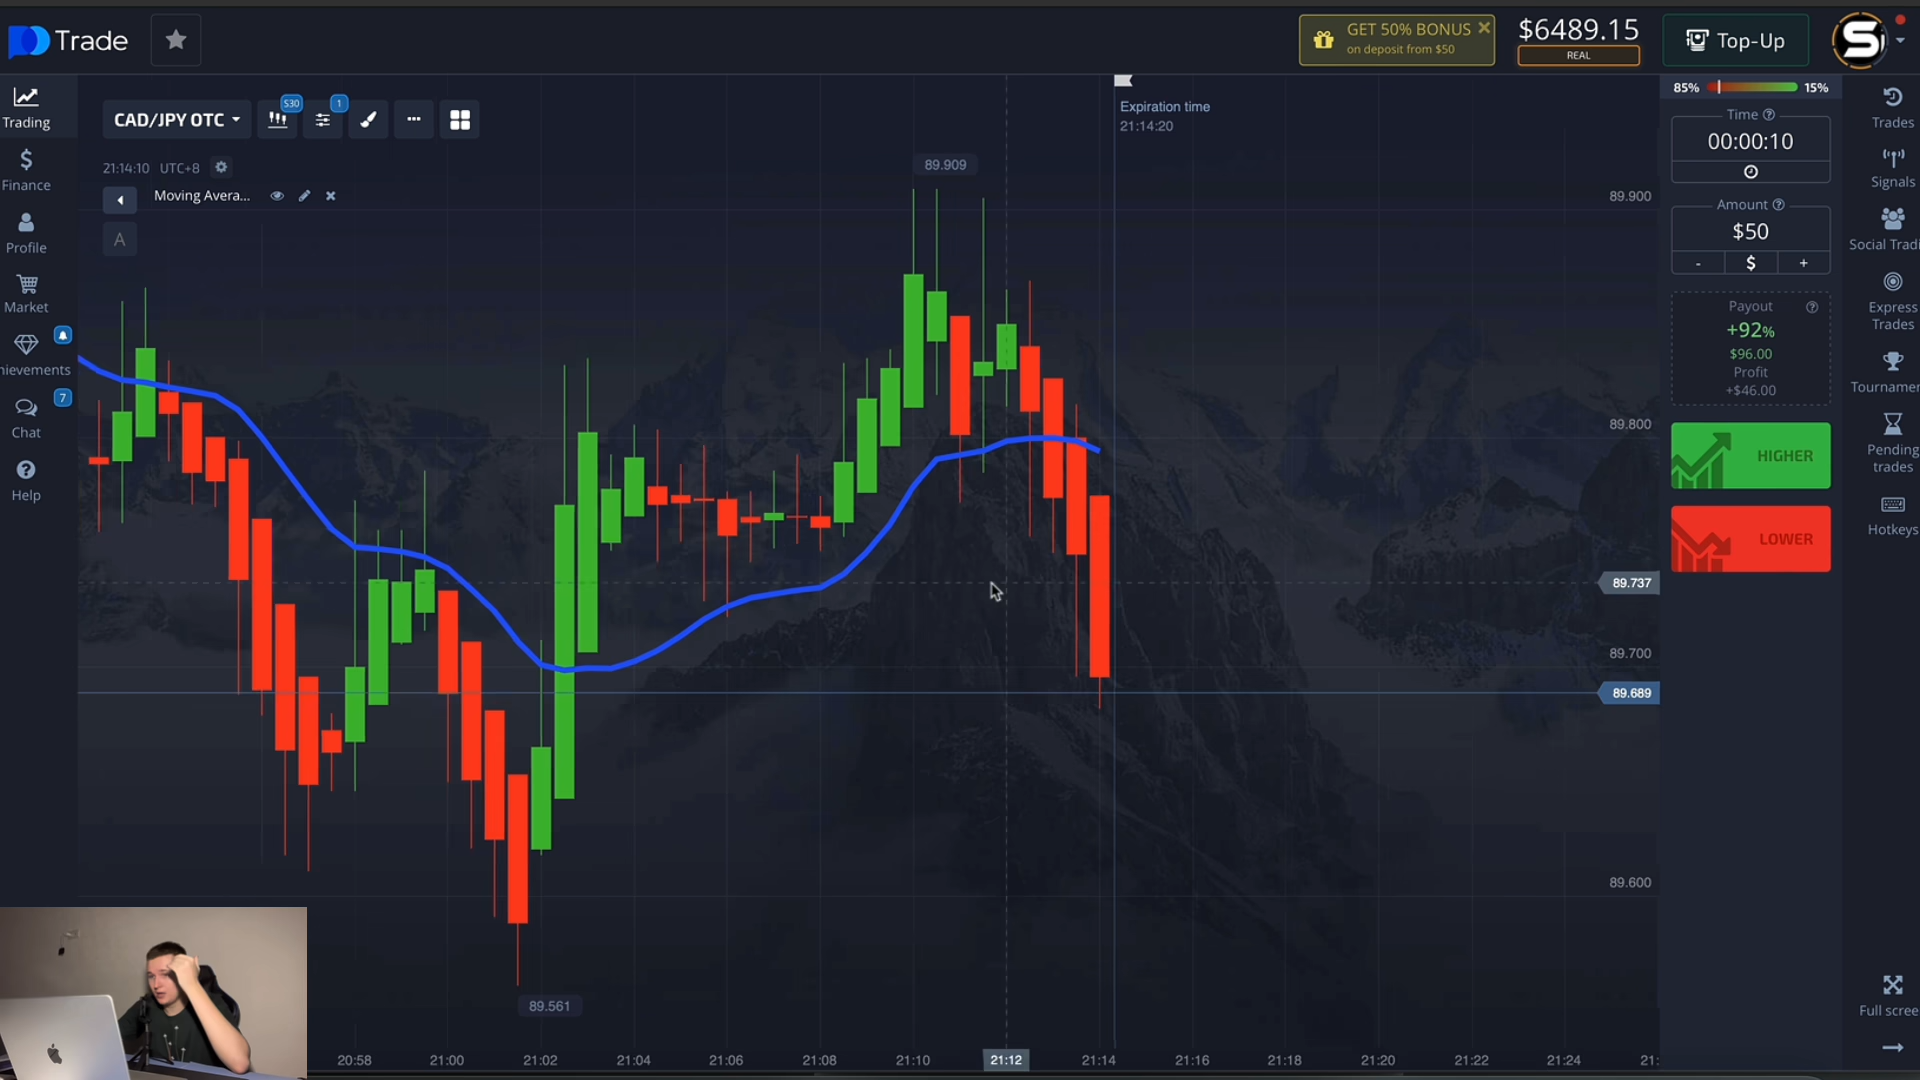 Trade
GET 50% BONUS
on deposit from $50
$6489.15
REAL
Top-Up
Trading
Finance
Profile
Market
ievements
Chat
7
Help
CAD/JPY OTC
S30
1
21:14:10 UTC+8
Moving Avera...
A
Expiration time
21:14:20
89.909
89.561
89.900
89.800
89.737
89.700
89.689
89.600
20:58
21:00
21:02
21:04
21:06
21:08
21:10
21:12
21:14
21:16
21:18
21:20
21:22
21:24
21:
85%
15%
Time
00:00:10
Amount
$50
- $ +
Payout
+92%
$96.00
Profit
+$46.00
HIGHER
LOWER
Trades
Signals
Social Tradi
Express
Trades
Tournamen
Pending
trades
Hotkeys
Full scree